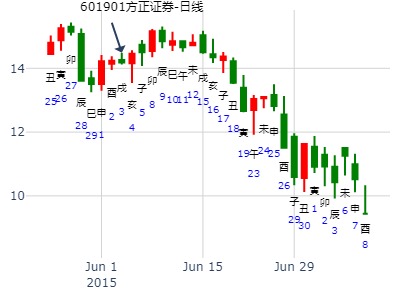 601901方正证券-日线
14
12
10
丑 寅 卯 辰 巳 申 酉 戌 亥 子 卯 辰 巳 午 未 戌 亥 子 丑 寅 午 未 申 酉 子 丑 寅 卯 辰 未 申 酉
25 26 27 28 29 1 2 3 4 5 8 9 10 11 12 15 16 17 18 19 23 24 25 26 29 30 1 2 3 6 7 8
Jun 1 Jun 15 Jun 29
2015